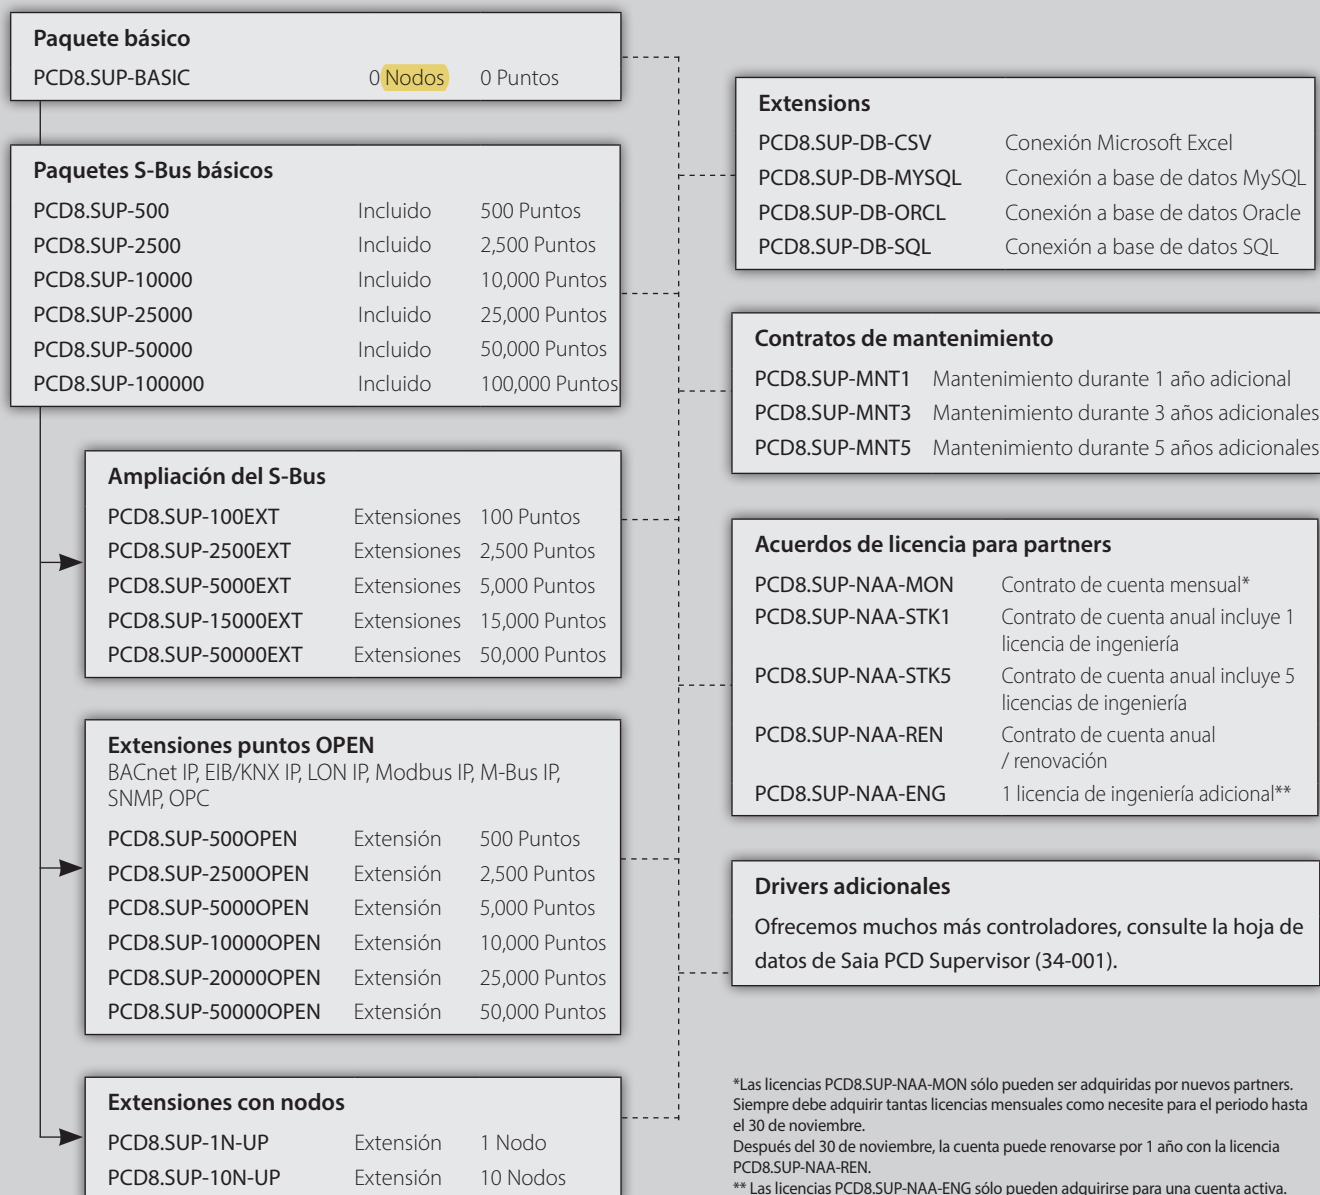 Paquete básico
PCD8.SUP-BASIC 0 Nodos 0 Puntos
Paquetes S-Bus básicos
PCD8.SUP-500 Incluido 500 Puntos
PCD8.SUP-2500 Incluido 2,500 Puntos
PCD8.SUP-10000 Incluido 10,000 Puntos
PCD8.SUP-25000 Incluido 25,000 Puntos
PCD8.SUP-50000 Incluido 50,000 Puntos
PCD8.SUP-100000 Incluido 100,000 Puntos
Ampliación del S-Bus
PCD8.SUP-100EXT Extensiones 100 Puntos
PCD8.SUP-2500EXT Extensiones 2,500 Puntos
PCD8.SUP-5000EXT Extensiones 5,000 Puntos
PCD8.SUP-15000EXT Extensiones 15,000 Puntos
PCD8.SUP-50000EXT Extensiones 50,000 Puntos
Extensiones puntos OPEN
BACnet IP, EIB/KNX IP, LON IP, Modbus IP, M-Bus IP,
SNMP, OPC
PCD8.SUP-500OPEN Extensión 500 Puntos
PCD8.SUP-2500OPEN Extensión 2,500 Puntos
PCD8.SUP-5000OPEN Extensión 5,000 Puntos
PCD8.SUP-10000OPEN Extensión 10,000 Puntos
PCD8.SUP-20000OPEN Extensión 25,000 Puntos
PCD8.SUP-50000OPEN Extensión 50,000 Puntos
Extensiones con nodos
PCD8.SUP-1N-UP Extensión 1 Nodo
PCD8.SUP-10N-UP Extensión 10 Nodos
Extensions
PCD8.SUP-DB-CSV Conexión Microsoft Excel
PCD8.SUP-DB-MYSQL Conexión a base de datos MySQL
PCD8.SUP-DB-ORCL Conexión a base de datos Oracle
PCD8.SUP-DB-SQL Conexión a base de datos SQL
Contratos de mantenimiento
PCD8.SUP-MNT1 Mantenimiento durante 1 año adicional
PCD8.SUP-MNT3 Mantenimiento durante 3 años adicionales
PCD8.SUP-MNT5 Mantenimiento durante 5 años adicionales
Acuerdos de licencia para partners
PCD8.SUP-NAA-MON Contrato de cuenta mensual*
PCD8.SUP-NAA-STK1 Contrato de cuenta anual incluye 1
licencia de ingeniería
PCD8.SUP-NAA-STK5 Contrato de cuenta anual incluye 5
licencias de ingeniería
PCD8.SUP-NAA-REN Contrato de cuenta anual
/ renovación
PCD8.SUP-NAA-ENG 1 licencia de ingeniería adicional**
Drivers adicionales
Ofrecemos muchos más controladores, consulte la hoja de
datos de Saia PCD Supervisor (34-001).
*Las licencias PCD8.SUP-NAA-MON sólo pueden ser adquiridas por nuevos partners.
Siempre debe adquirir tantas licencias mensuales como necesite para el periodo hasta
el 30 de noviembre.
Después del 30 de noviembre, la cuenta puede renovarse por 1 año con la licencia
PCD8.SUP-NAA-REN.
** Las licencias PCD8.SUP-NAA-ENG sólo pueden adquirirse para una cuenta activa.